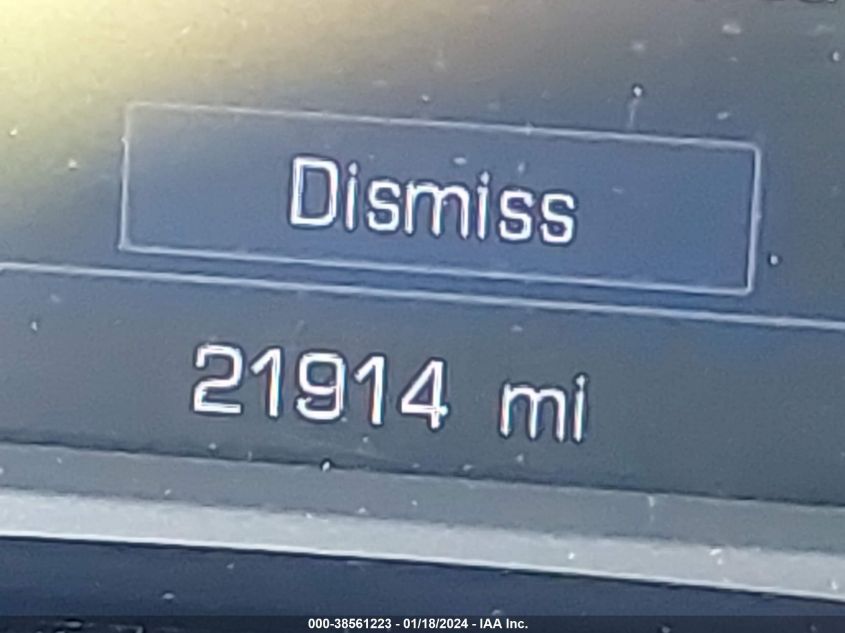 Dismiss
21914 mi
000-38561223 - 01/18/2024 - IAA Inc.